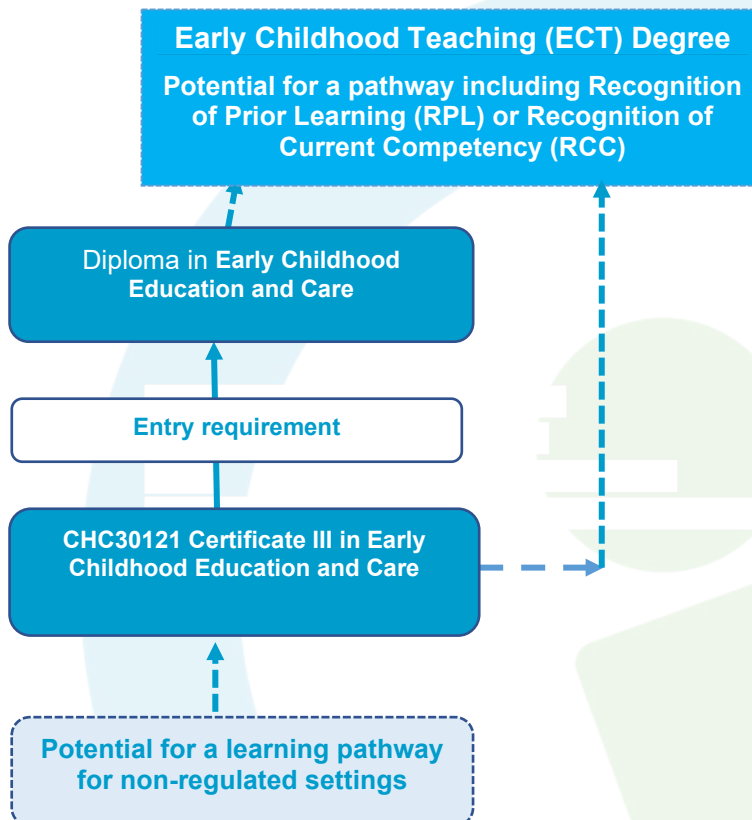 Early Childhood Teaching (ECT) Degree
Potential for a pathway including Recognition
of Prior Learning (RPL) or Recognition of
Current Competency (RCC)
Diploma in Early Childhood
Education and Care
Entry requirement
CHC30121 Certificate III in Early
Childhood Education and Care
Potential for a learning pathway
for non-regulated settings